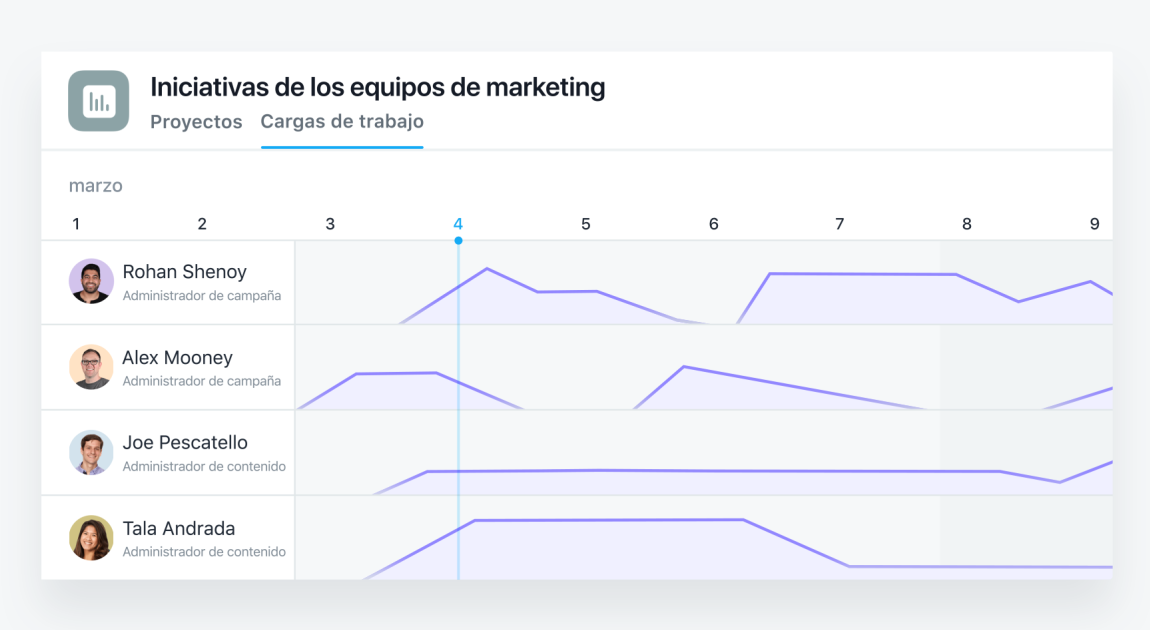 Iniciativas de los equipos de marketing
Proyectos Cargas de trabajo
marzo
1 2 3 4 5 6 7 8 9
Rohan Shenoy
Administrador de campaña
Alex Mooney
Administrador de campaña
Joe Pescatello
Administrador de contenido
Tala Andrada
Administrador de contenido